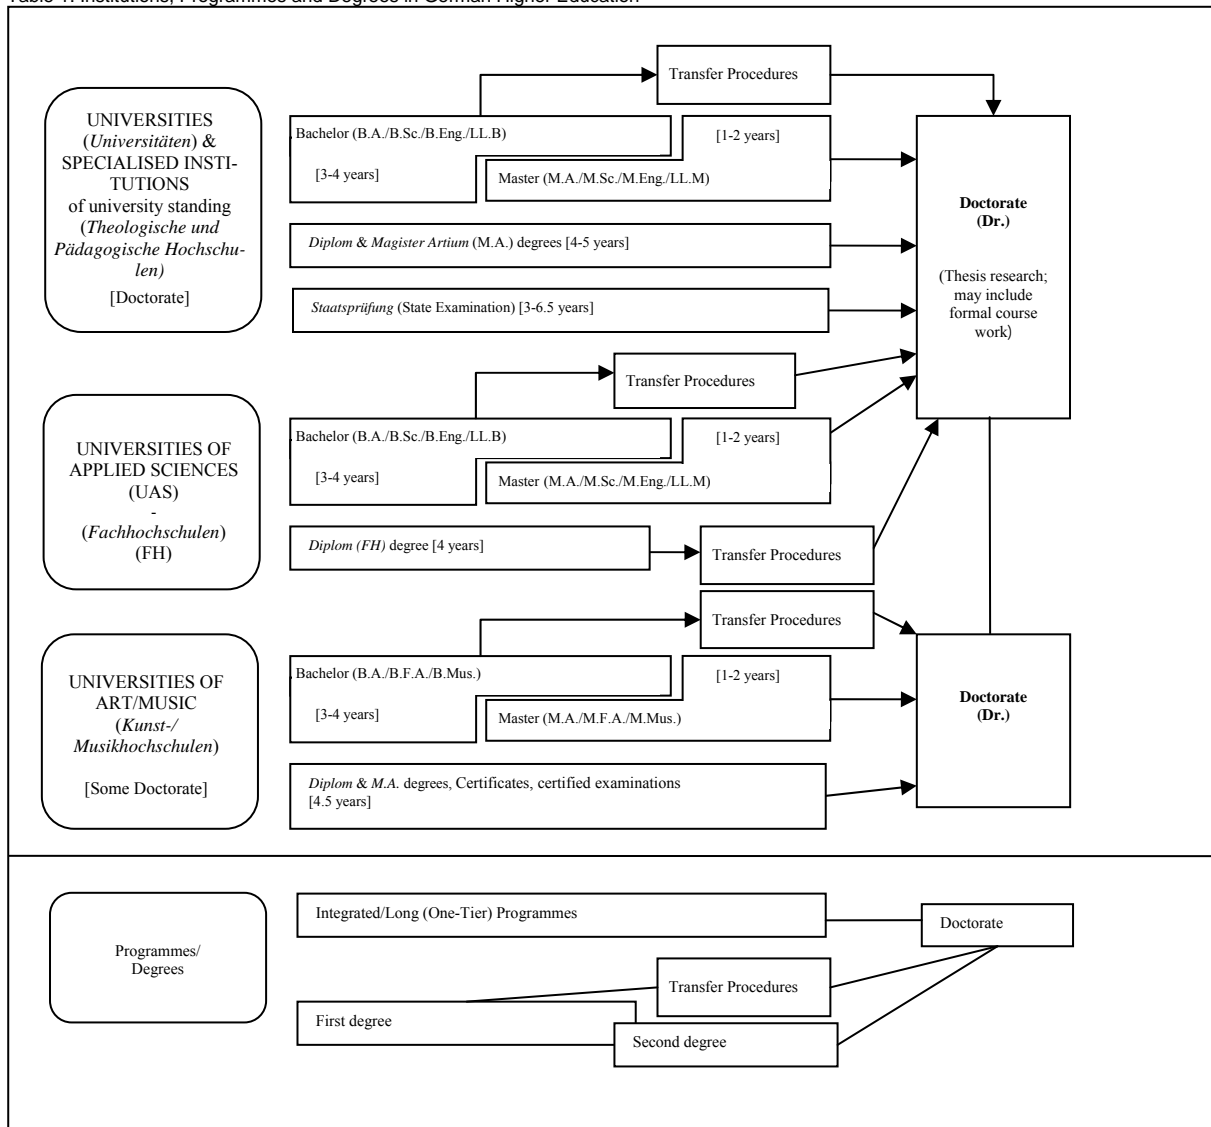 Table 1: Institutions, Programmes and Degrees in German Higher Education
Transfer Procedures
UNIVERSITIES
(Universitäten) &
SPECIALISED INSTI-
TUTIONS
of university standing
(Theologische und
Pädagogische Hochschu-
len)
[Doctorate]
Bachelor (B.A./B.Sc./B.Eng./LL.B)
[3-4 years]
[1-2 years]
Master (M.A./M.Sc./M.Eng./LL.M)
Diplom & Magister Artium (M.A.) degrees [4-5 years]
Staatsprüfung (State Examination) [3-6.5 years]
Doctorate
(Dr.)
(Thesis research;
may include
formal course
work)
Transfer Procedures
UNIVERSITIES OF
APPLIED SCIENCES
(UAS)
-
(Fachhochschulen)
(FH)
Bachelor (B.A./B.Sc./B.Eng./LL.B)
[3-4 years]
[1-2 years]
Master (M.A./M.Sc./M.Eng./LL.M)
Diplom (FH) degree [4 years]
Transfer Procedures
Transfer Procedures
UNIVERSITIES OF
ART/MUSIC
(Kunst-/
Musikhochschulen)
[Some Doctorate]
Bachelor (B.A./B.F.A./B.Mus.)
[3-4 years]
[1-2 years]
Master (M.A./M.F.A./M.Mus.)
Diplom & M.A. degrees, Certificates, certified examinations
[4.5 years]
Doctorate
(Dr.)
Programmes/
Degrees
Integrated/Long (One-Tier) Programmes
Doctorate
Transfer Procedures
First degree
Second degree